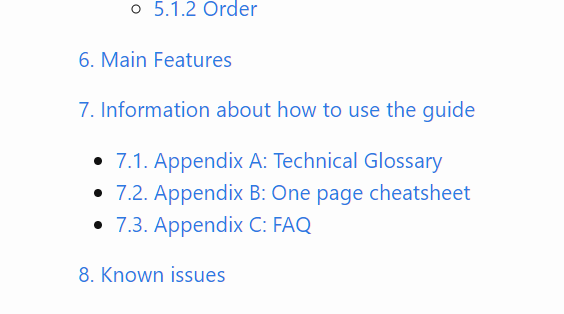 5.1.2 Order
6. Main Features
7. Information about how to use the guide
7.1. Appendix A: Technical Glossary
7.2. Appendix B: One page cheatsheet
7.3. Appendix C: FAQ
8. Known issues